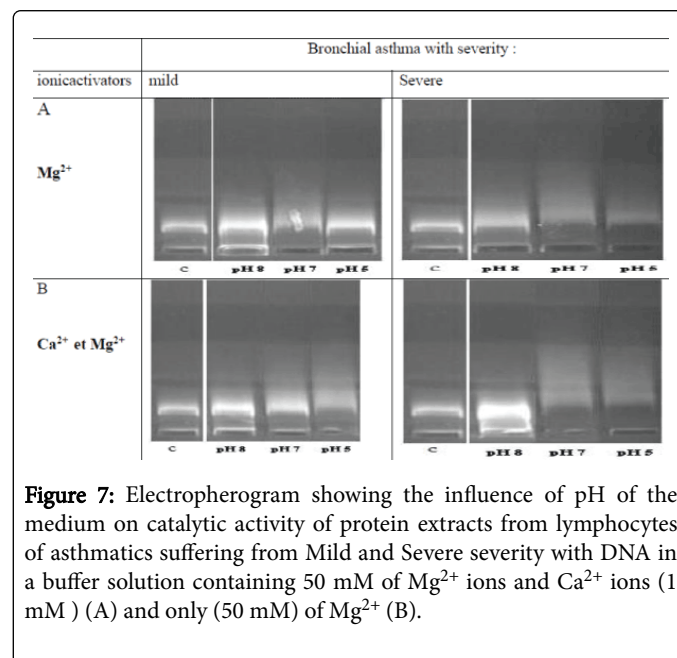 Bronchial asthma with severity :
ionicactivators mild Severe
A
Mg²⁺
C pH 8 pH 7 pH 5 C pH 8 pH 7 pH 5
B
Ca²⁺ et Mg²⁺
C pH 8 pH 7 pH 5 C pH 8 pH 7 pH 5
Figure 7: Electropherogram showing the influence of pH of the
medium on catalytic activity of protein extracts from lymphocytes
of asthmatics suffering from Mild and Severe severity with DNA in
a buffer solution containing 50 mM of Mg²⁺ ions and Ca²⁺ ions (1
mM ) (A) and only (50 mM) of Mg²⁺ (B).